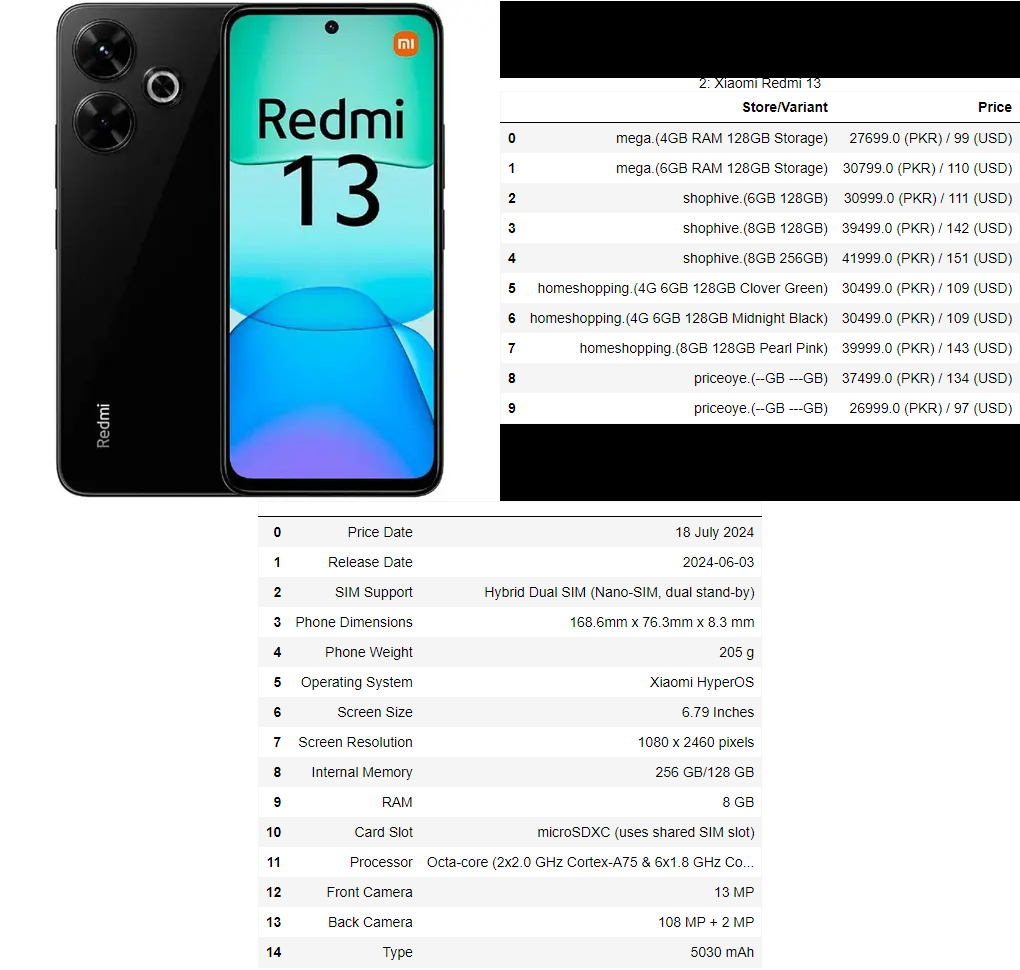 mi
Redmi
13
Redmi
2: Xiaomi Redmi 13
Store/Variant Price
0 mega.(4GB RAM 128GB Storage) 27699.0 (PKR) / 99 (USD)
1 mega.(6GB RAM 128GB Storage) 30799.0 (PKR) / 110 (USD)
2 shophive.(6GB 128GB) 30999.0 (PKR) / 111 (USD)
3 shophive.(8GB 128GB) 39499.0 (PKR) / 142 (USD)
4 shophive.(8GB 256GB) 41999.0 (PKR) / 151 (USD)
5 homeshopping.(4G 6GB 128GB Clover Green) 30499.0 (PKR) / 109 (USD)
6 homeshopping.(4G 6GB 128GB Midnight Black) 30499.0 (PKR) / 109 (USD)
7 homeshopping.(8GB 128GB Pearl Pink) 39999.0 (PKR) / 143 (USD)
8 priceoye.(--GB ---GB) 37499.0 (PKR) / 134 (USD)
9 priceoye.(--GB ---GB) 26999.0 (PKR) / 97 (USD)
0 Price Date 18 July 2024
1 Release Date 2024-06-03
2 SIM Support Hybrid Dual SIM (Nano-SIM, dual stand-by)
3 Phone Dimensions 168.6mm x 76.3mm x 8.3 mm
4 Phone Weight 205 g
5 Operating System Xiaomi HyperOS
6 Screen Size 6.79 Inches
7 Screen Resolution 1080 x 2460 pixels
8 Internal Memory 256 GB/128 GB
9 RAM 8 GB
10 Card Slot microSDXC (uses shared SIM slot)
11 Processor Octa-core (2x2.0 GHz Cortex-A75 & 6x1.8 GHz Co...
12 Front Camera 13 MP
13 Back Camera 108 MP + 2 MP
14 Type 5030 mAh